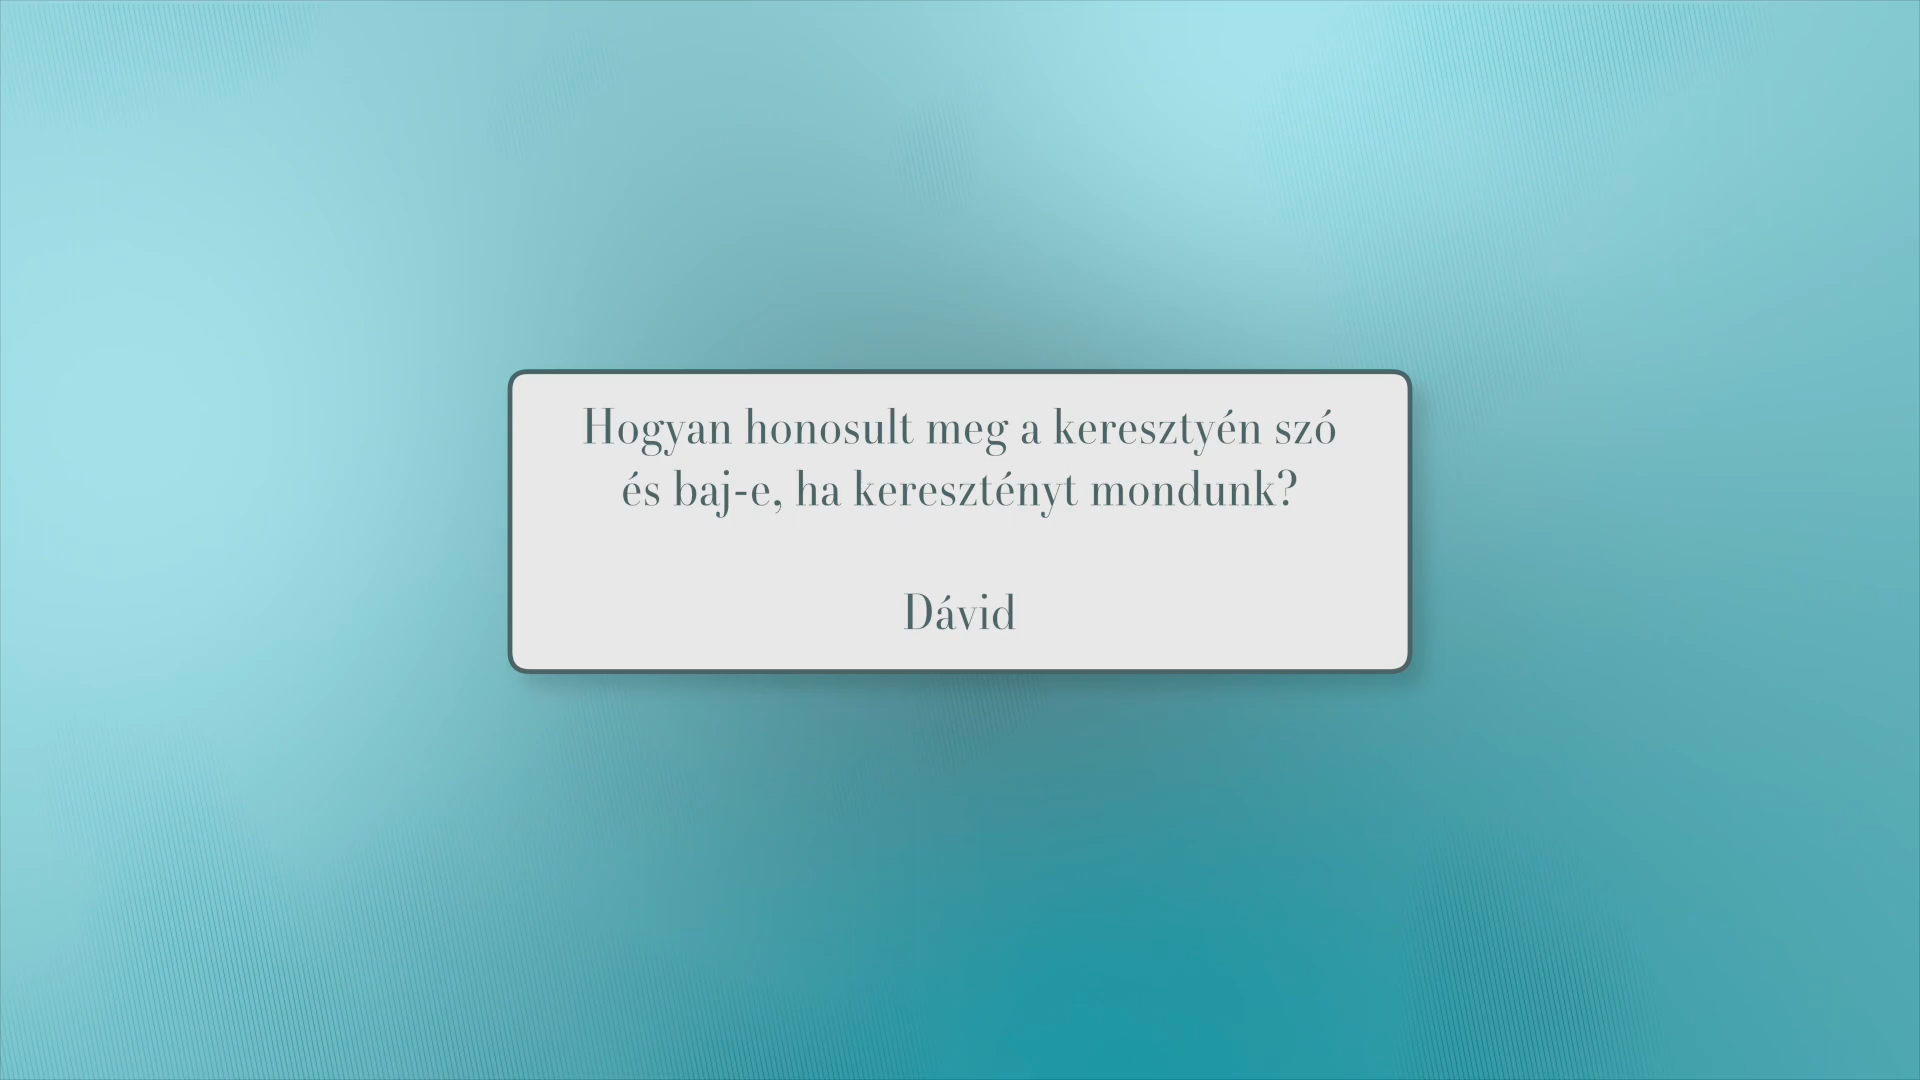 Hogyan honosult meg a keresztyén szó
és baj-e, ha keresztényt mondunk?
Dávid